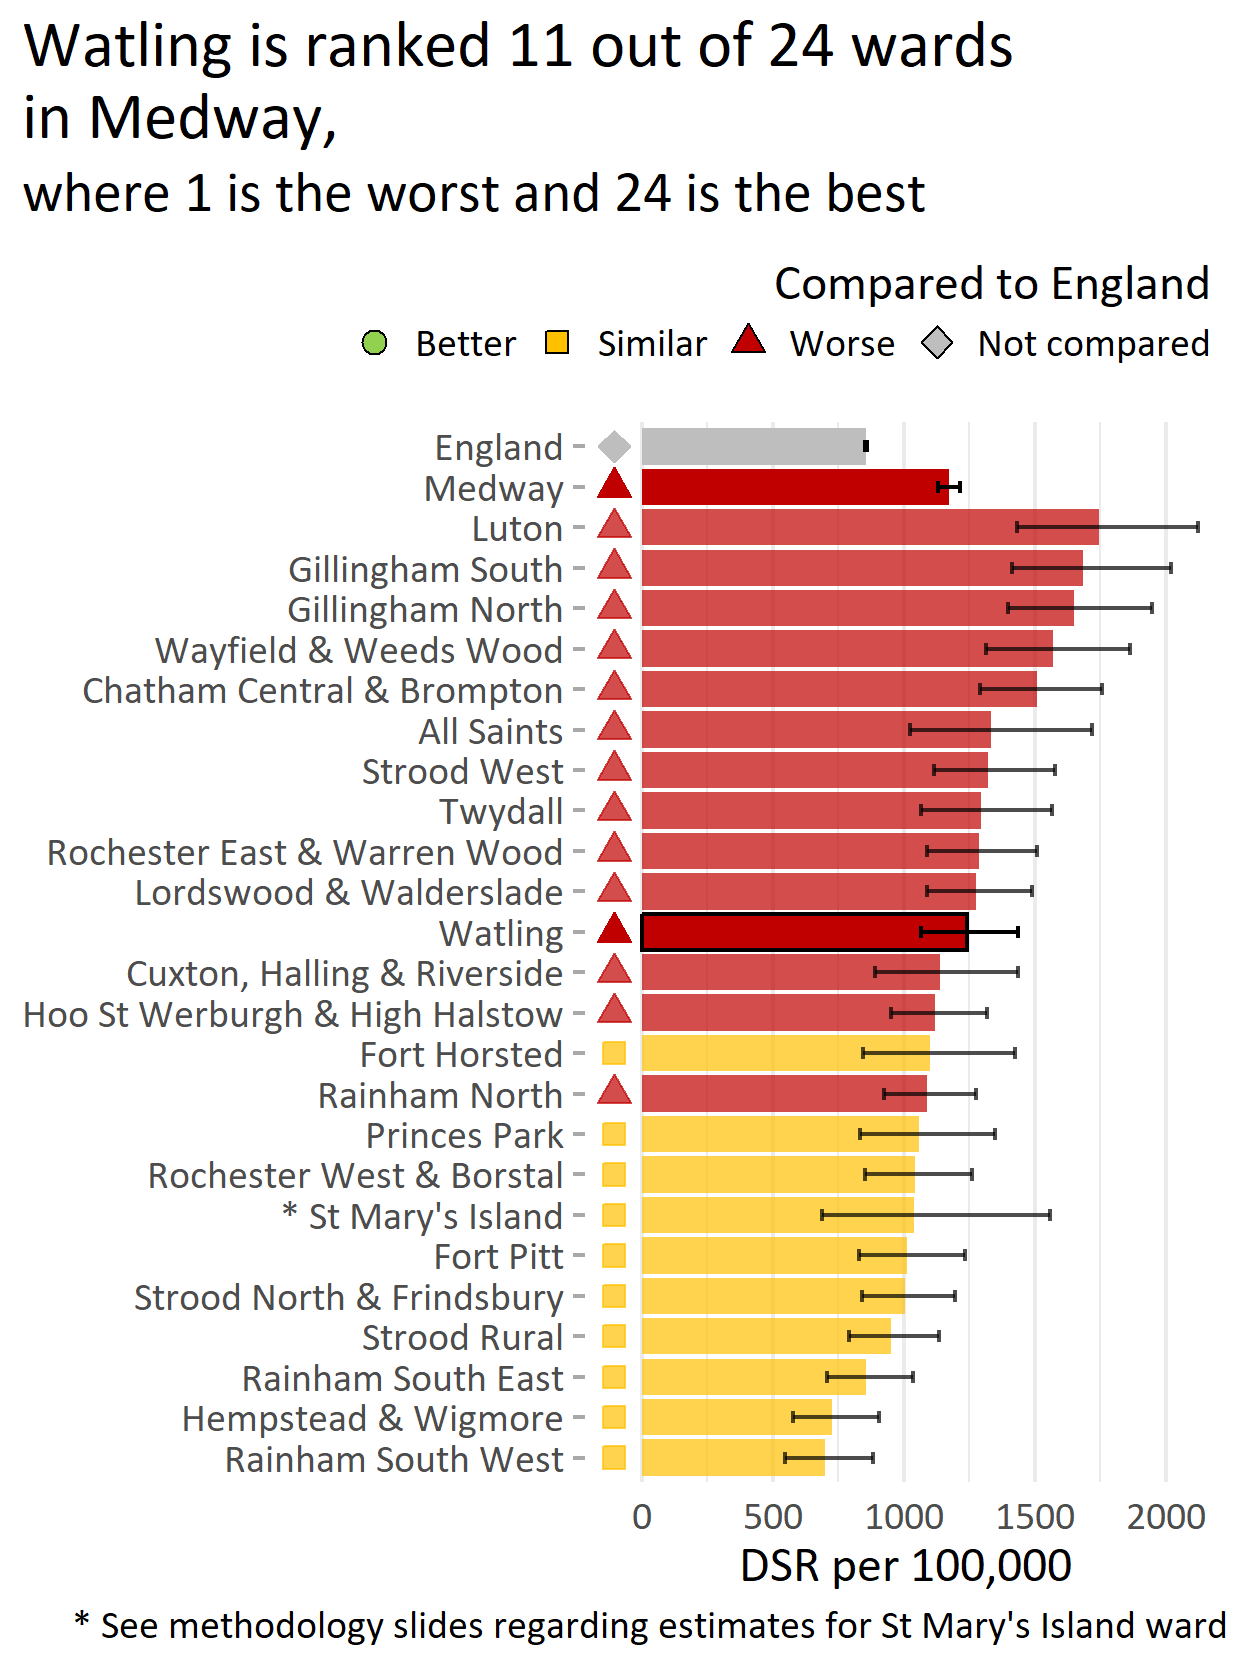 Watling is ranked 11 out of 24 wards
in Medway,
where 1 is the worst and 24 is the best
Compared to England
Better Similar Worse Not compared
England
Medway
Luton
Gillingham South
Gillingham North
Wayfield & Weeds Wood
Chatham Central & Brompton
All Saints
Strood West
Twydall
Rochester East & Warren Wood
Lordswood & Walderslade
Watling
Cuxton, Halling & Riverside
Hoo St Werburgh & High Halstow
Fort Horsted
Rainham North
Princes Park
Rochester West & Borstal
* St Mary's Island
Fort Pitt
Strood North & Frindsbury
Strood Rural
Rainham South East
Hempstead & Wigmore
Rainham South West
0 500 1000 1500 2000
DSR per 100,000
* See methodology slides regarding estimates for St Mary's Island ward